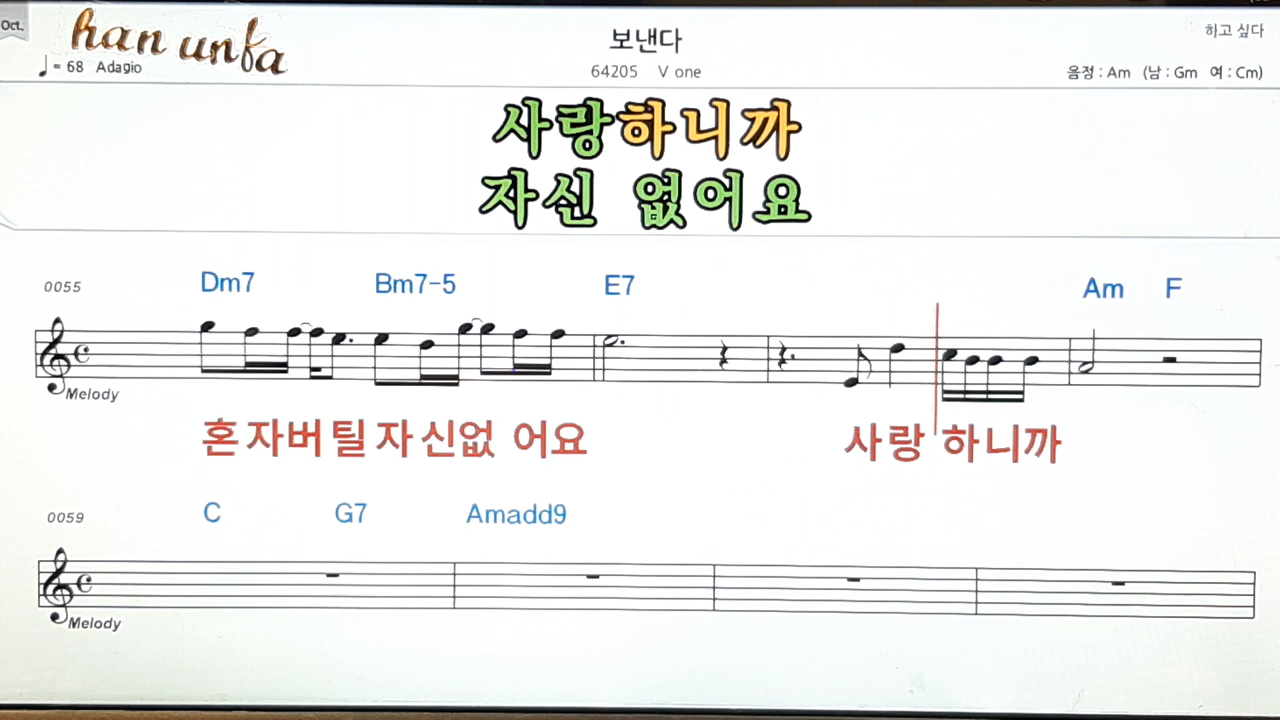 Oct.
han unfa
보낸다
하고 싶다
♩ = 68 Adagio
64205 V one
음정 : Am (남 : Gm 여 : Cm)
사랑하니까
자신 없어요
0055
Dm7 Bm7-5 E7 Am F
Melody
혼자버틸자신없 어요 사랑 하니까
0059
C G7 Amadd9
Melody